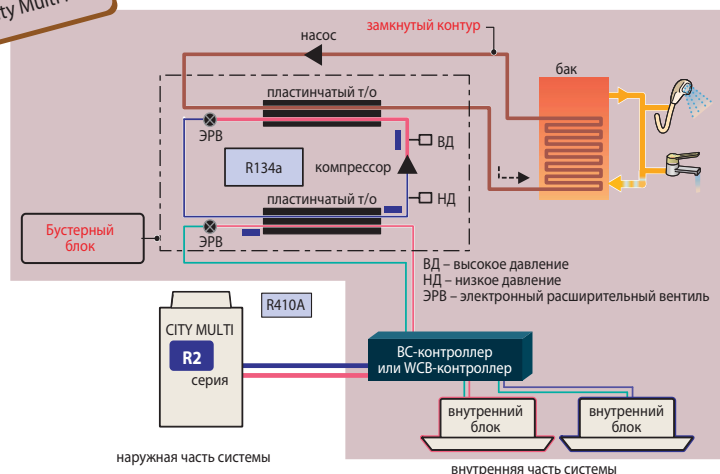 ty Multi
насос
замкнутый контур
бак
пластинчатый т/о
ЭРВ
ВД
R134a
компрессор
пластинчатый т/о
НД
Бустерный
блок
ЭРВ
ВД – высокое давление
НД – низкое давление
ЭРВ – электронный расширительный вентиль
R410A
CITY MULTI
R2
серия
BC-контроллер
или WCB-контроллер
внутренний
блок
внутренний
блок
наружная часть системы
внутренняя часть системы